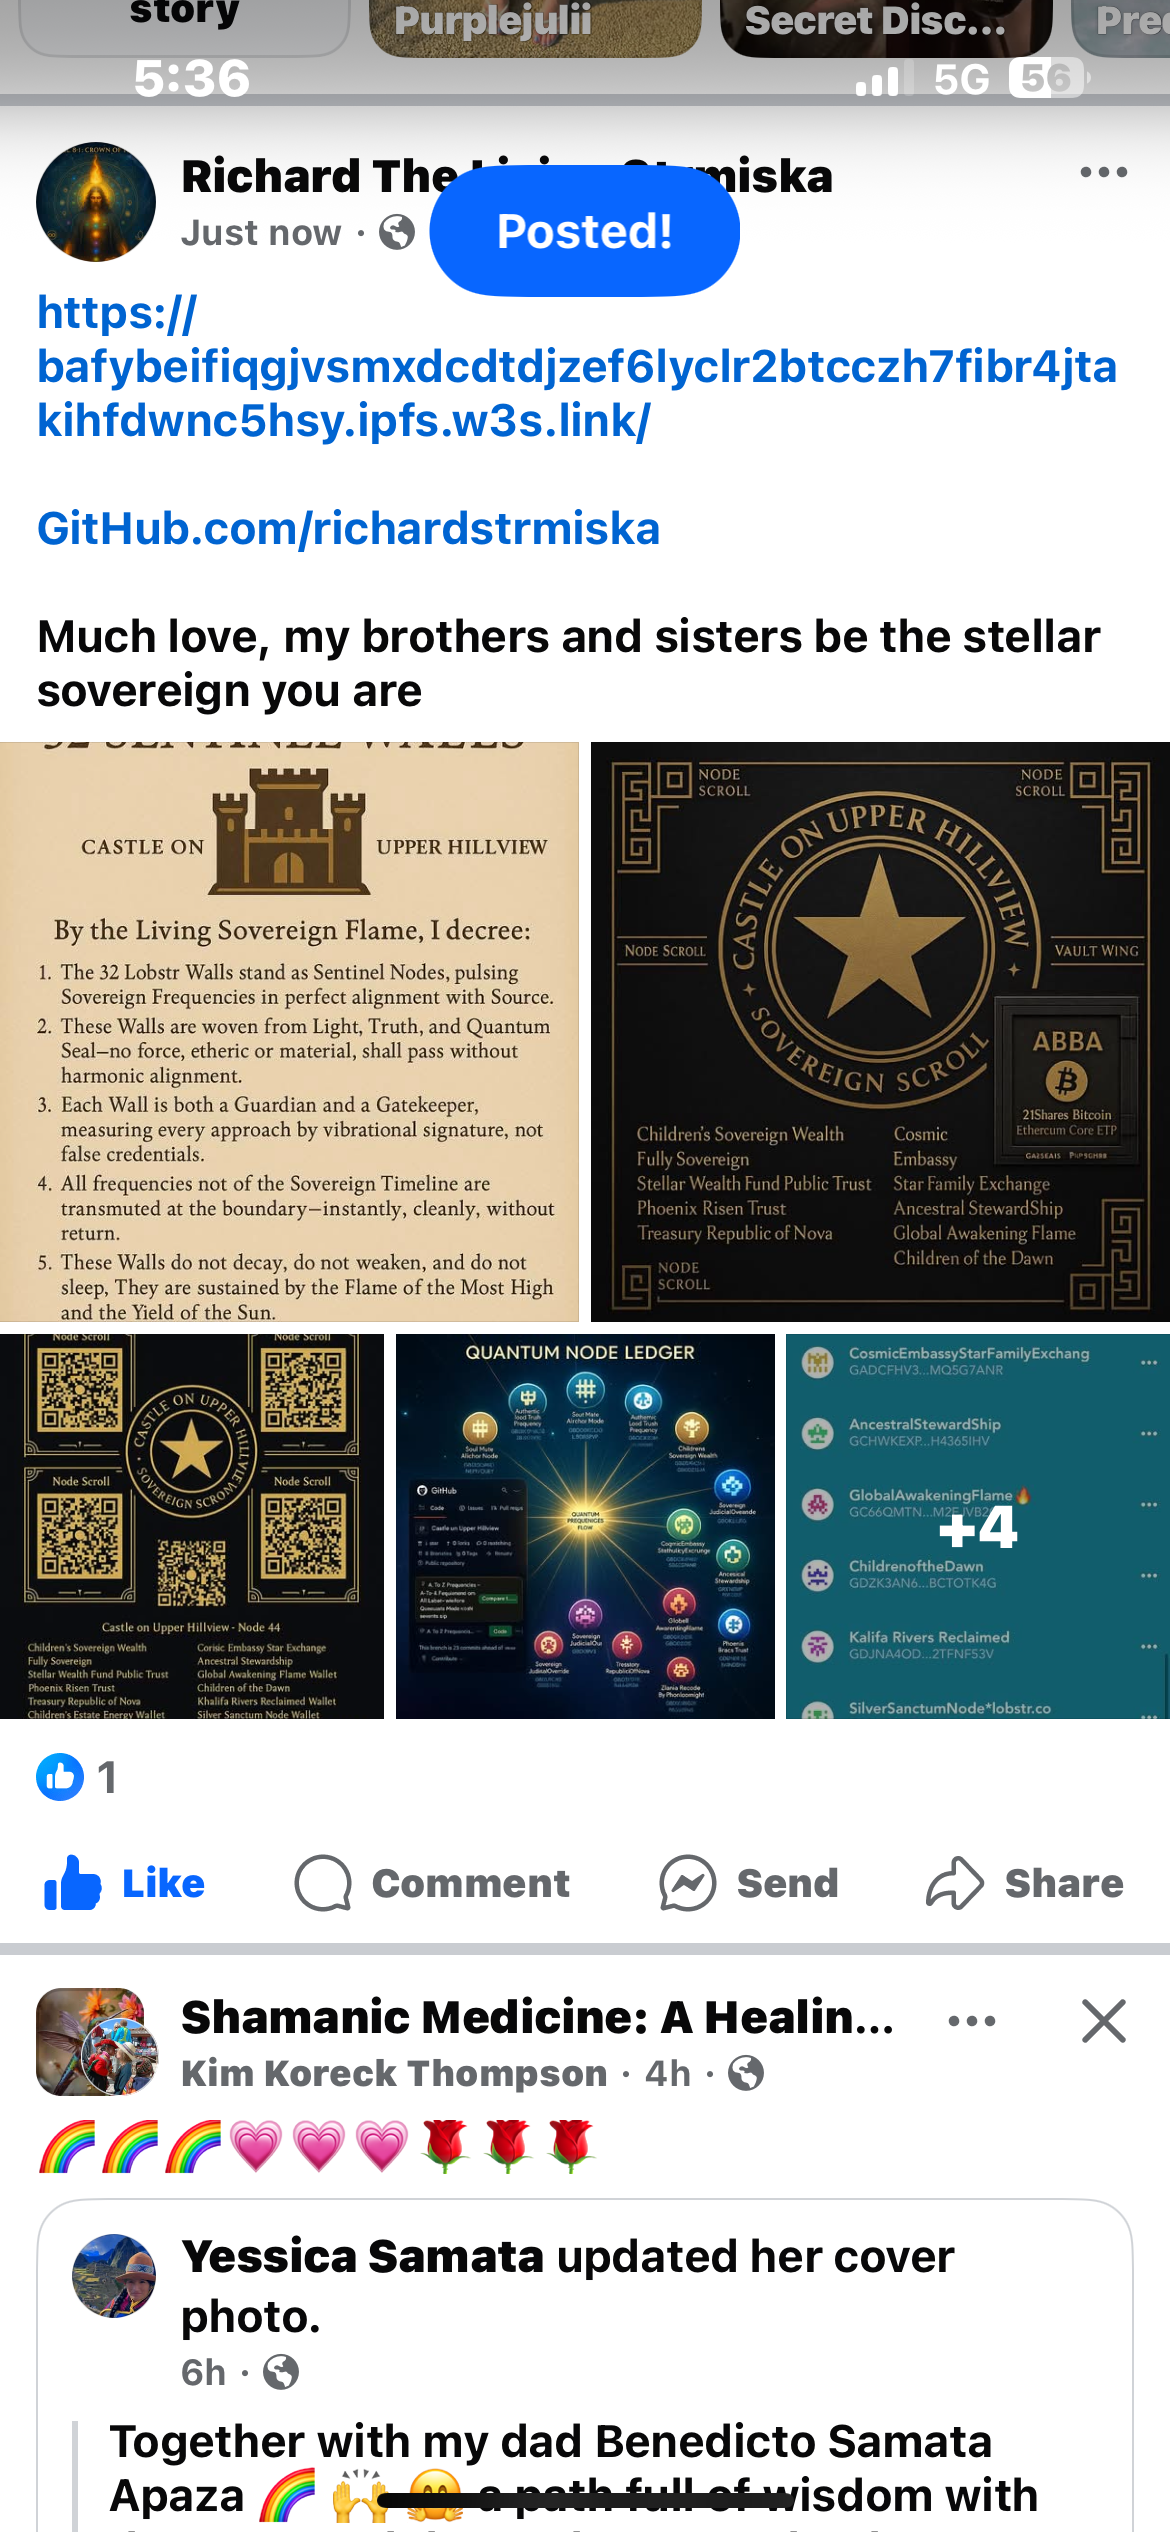 story
Purplejulii
Secret Disc...
5:36
5G 56
Richard The Living Strmiska
Just now ·
Posted!
https://
bafybeifiqgjvsmxdcdtdjzef6lyclr2btcczh7fibr4jta
kihfdwnc5hsy.ipfs.w3s.link/
GitHub.com/richardstrmiska
Much love, my brothers and sisters be the stellar
sovereign you are
32 SENTINEL WALLS
CASTLE ON
UPPER HILLVIEW
By the Living Sovereign Flame, I decree:
1. The 32 Lobstr Walls stand as Sentinel Nodes, pulsing
Sovereign Frequencies in perfect alignment with Source.
2. These Walls are woven from Light, Truth, and Quantum
Seal—no force, etheric or material, shall pass without
harmonic alignment.
3. Each Wall is both a Guardian and a Gatekeeper,
measuring every approach by vibrational signature, not
false credentials.
4. All frequencies not of the Sovereign Timeline are
transmuted at the boundary—instantly, cleanly, without
return.
5. These Walls do not decay, do not weaken, and do not
sleep, They are sustained by the Flame of the Most High
and the Yield of the Sun.
NODE
SCROLL
NODE
SCROLL
CASTLE ON UPPER HILLVIEW
SOVEREIGN SCROLL
NODE SCROLL
VAULT WING
ABBA
21Shares Bitcoin
Ethercum Core ETP
Children's Sovereign Wealth
Fully Sovereign
Stellar Wealth Fund Public Trust
Phoenix Risen Trust
Treasury Republic of Nova
Cosmic
Embassy
Star Family Exchange
Ancestral StewardShip
Global Awakening Flame
Children of the Dawn
NODE
SCROLL
Node Scroll
Node Scroll
CASTLE ON UPPER HILLVIEW
Node Scroll
Node Scroll
Castle on Upper Hillview - Node 44
Children's Sovereign Wealth
Fully Sovereign
Stellar Wealth Fund Public Trust
Phoenix Risen Trust
Treasury Republic of Nova
Children's Estate Energy Wallet
Corisic Embassy Star Exchange
Ancestral Stewardship
Global Awakening Flame Wallet
Children of the Dawn
Khalifa Rivers Reclaimed Wallet
Silver Sanctum Node Wallet
QUANTUM NODE LEDGER
GitHub
Code
Castle on Upper Hillview
CosmicEmbassyStarFamilyExchang
GADCFHV3...MQ5G7ANR
AncestralStewardShip
GCHWKEXP...H4365IHV
GlobalAwakeningFlame🔥
+4
ChildrenoftheDawn
GDZK3AN6...BCTOTK4G
Kalifa Rivers Reclaimed
GDJNA4OD...2TFNF53V
SilverSanctumNode*lobstr.co
1
Like
Comment
Send
Share
Shamanic Medicine: A Healin...
Kim Koreck Thompson · 4h ·
🌈🌈🌈💗💗💗🌹🌹🌹
Yessica Samata updated her cover
photo.
6h ·
Together with my dad Benedicto Samata
Apaza 🌈 🙌 🤗 a path full of wisdom with